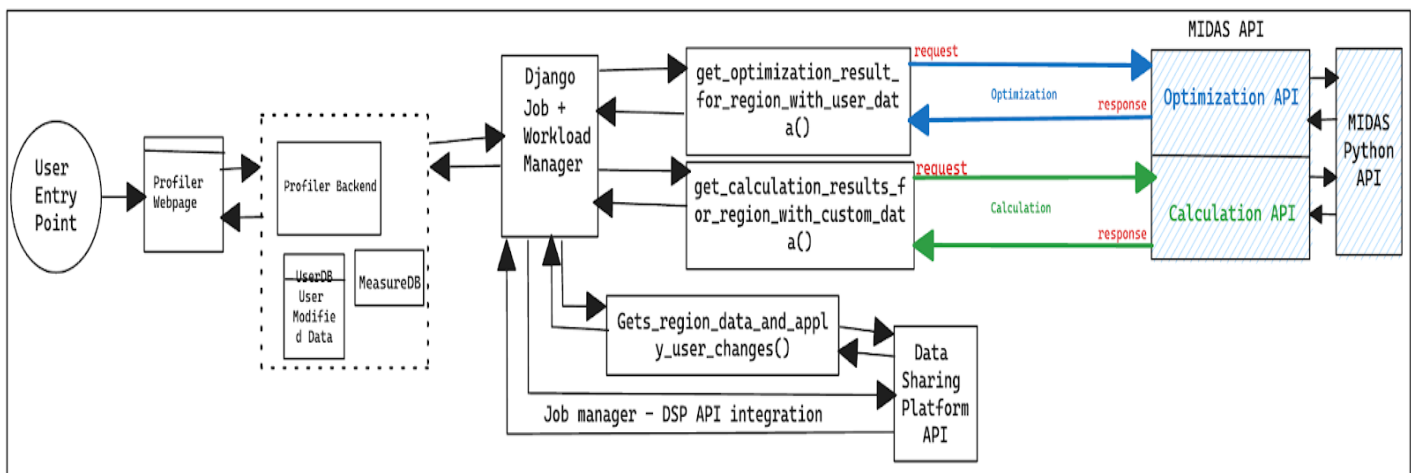 MIDAS API
User
Entry
Point
Profiler
Webpage
Profiler Backend
UserDB
User
Modifie
d Data
MeasureDB
Django
Job +
Workload
Manager
get_optimization_result_
for_region_with_user_dat
a()
get_calculation_results_f
or_region_with_custom_dat
a()
request
Optimization
response
request
Calculation
response
Optimization API
Calculation API
MIDAS
Python
API
Gets_region_data_and_appl
y_user_changes()
Data
Sharing
Platform
API
Job manager – DSP API integration